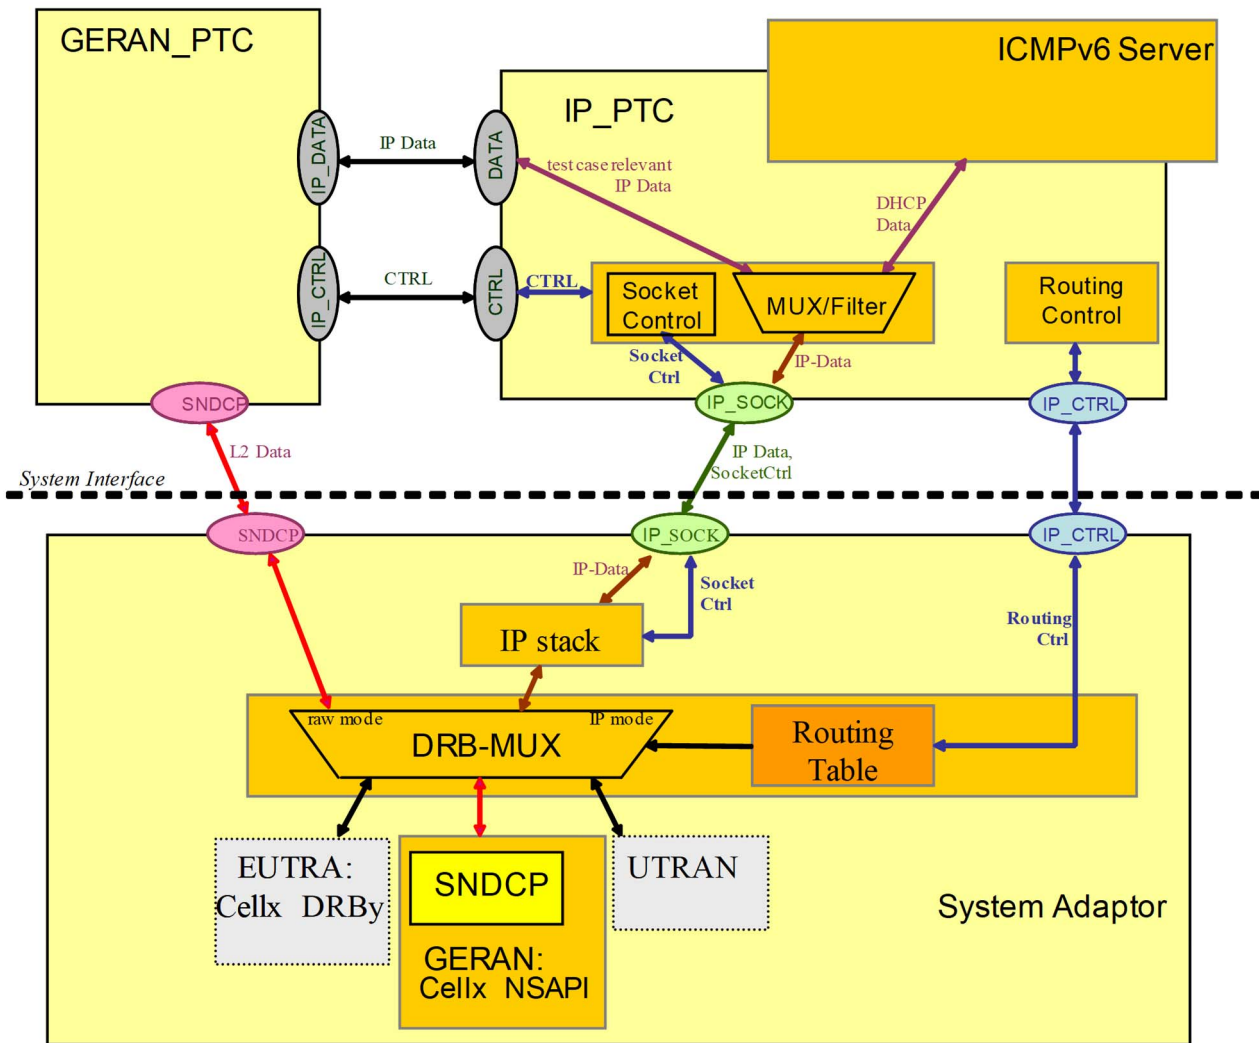 GERAN_PTC
ICMPv6 Server
IP_PTC
IP_DATA
IP Data
DATA
test case relevant
IP Data
DHCP
Data
IP_CTRL
CTRL
CTRL
CTRL
Socket
Control
MUX/Filter
Routing
Control
Socket
Ctrl
IP-Data
SNDCP
IP_SOCK
IP_CTRL
L2 Data
IP Data,
SocketCtrl
System Interface
SNDCP
IP_SOCK
IP_CTRL
IP-Data
Socket
Ctrl
IP stack
Routing
Ctrl
raw mode
IP mode
DRB-MUX
Routing
Table
EUTRA:
Cellx DRBy
SNDCP
GERAN:
Cellx NSAPI
UTRAN
System Adaptor